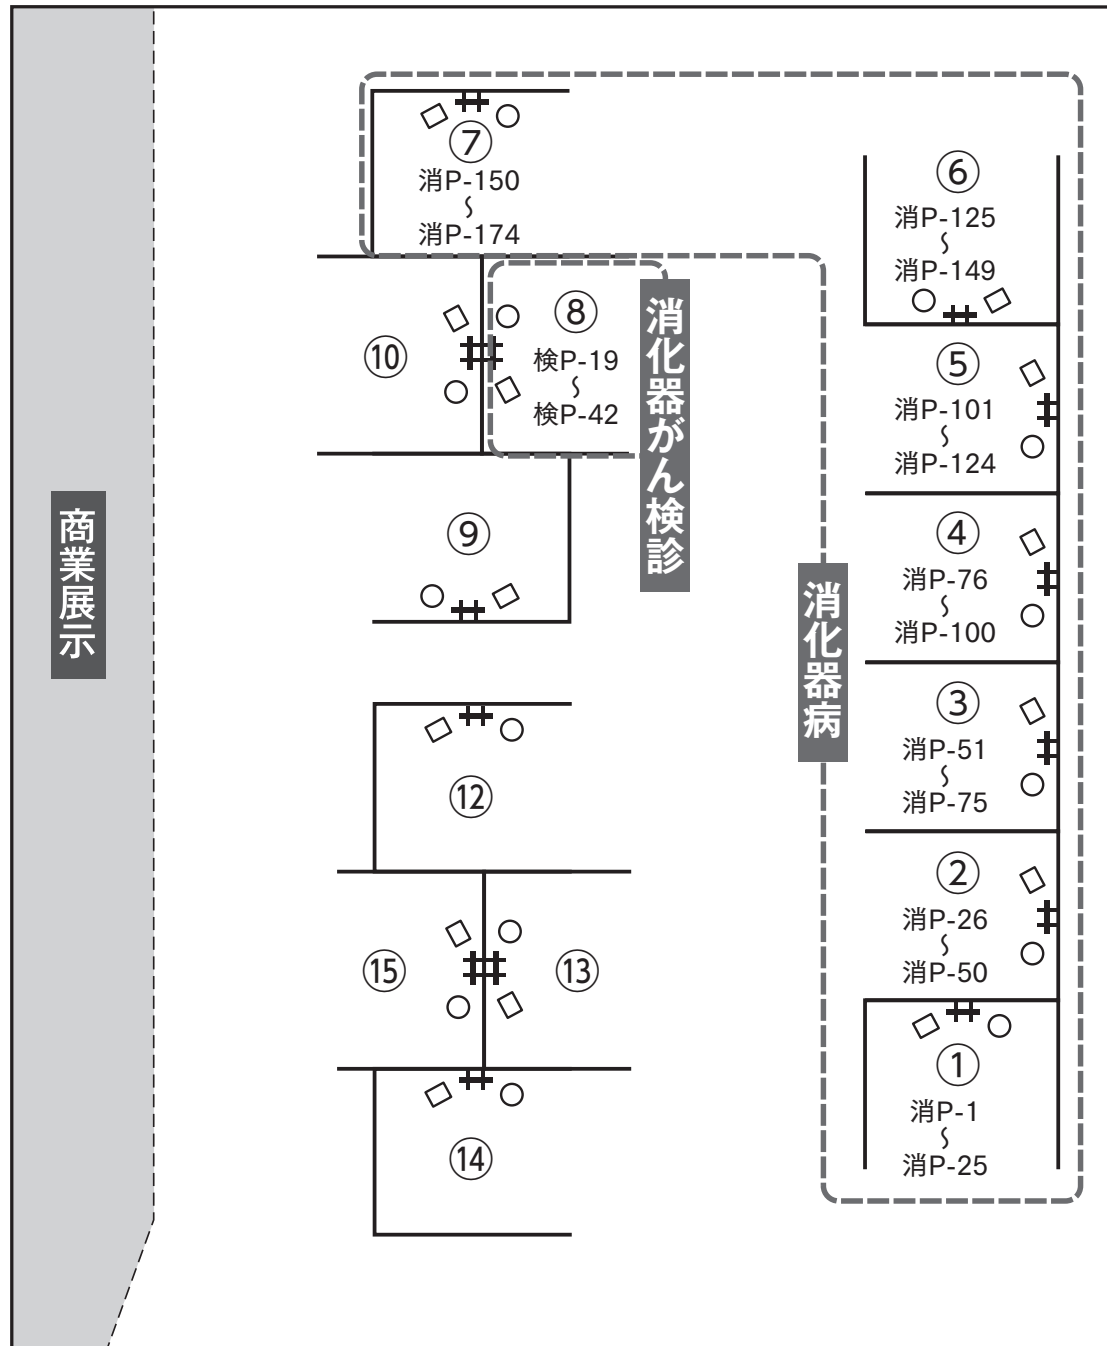 ⑦
消P-150
〜
消P-174
⑥
消P-125
〜
消P-149
⑩
⑧
検P-19
〜
検P-42
消化器がん検診
⑤
消P-101
〜
消P-124
商業展示
⑨
④
消P-76
〜
消P-100
消化器病
③
消P-51
〜
消P-75
⑫
②
消P-26
〜
消P-50
⑮
⑬
①
消P-1
〜
消P-25
⑭